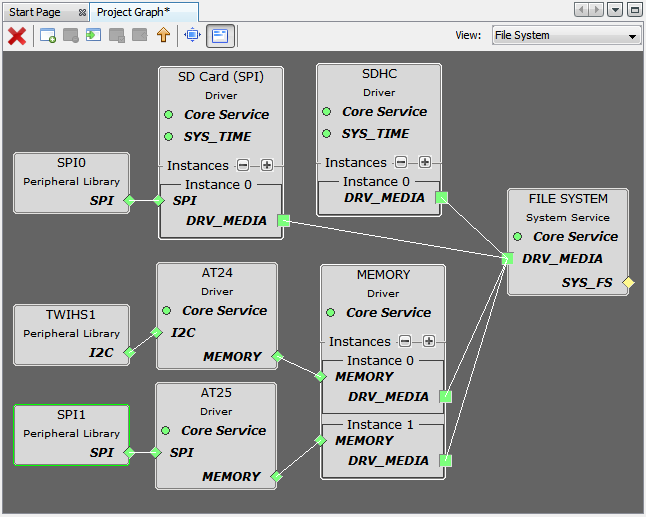 Start Page
Project Graph*
View:
File System
SD Card (SPI)
Driver
Core Service
SYS_TIME
Instances
Instance 0
SPI
DRV_MEDIA
SDHC
Driver
Core Service
SYS_TIME
Instances
Instance 0
DRV_MEDIA
SPI0
Peripheral Library
SPI
FILE SYSTEM
System Service
Core Service
DRV_MEDIA
SYS_FS
AT24
Driver
Core Service
I2C
MEMORY
TWIHS1
Peripheral Library
I2C
MEMORY
Driver
Core Service
Instances
Instance 0
MEMORY
DRV_MEDIA
Instance 1
MEMORY
DRV_MEDIA
AT25
Driver
Core Service
SPI
MEMORY
SPI1
Peripheral Library
SPI